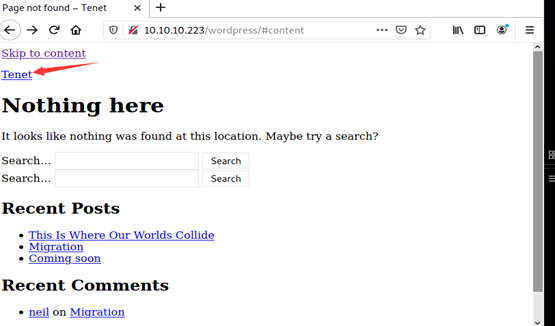 Page not found – Tenet
10.10.10.223/wordpress/#content
Skip to content
Tenet
Nothing here
It looks like nothing was found at this location. Maybe try a search?
Search… Search
Search… Search
Recent Posts
This Is Where Our Worlds Collide
Migration
Coming soon
Recent Comments
neil on Migration